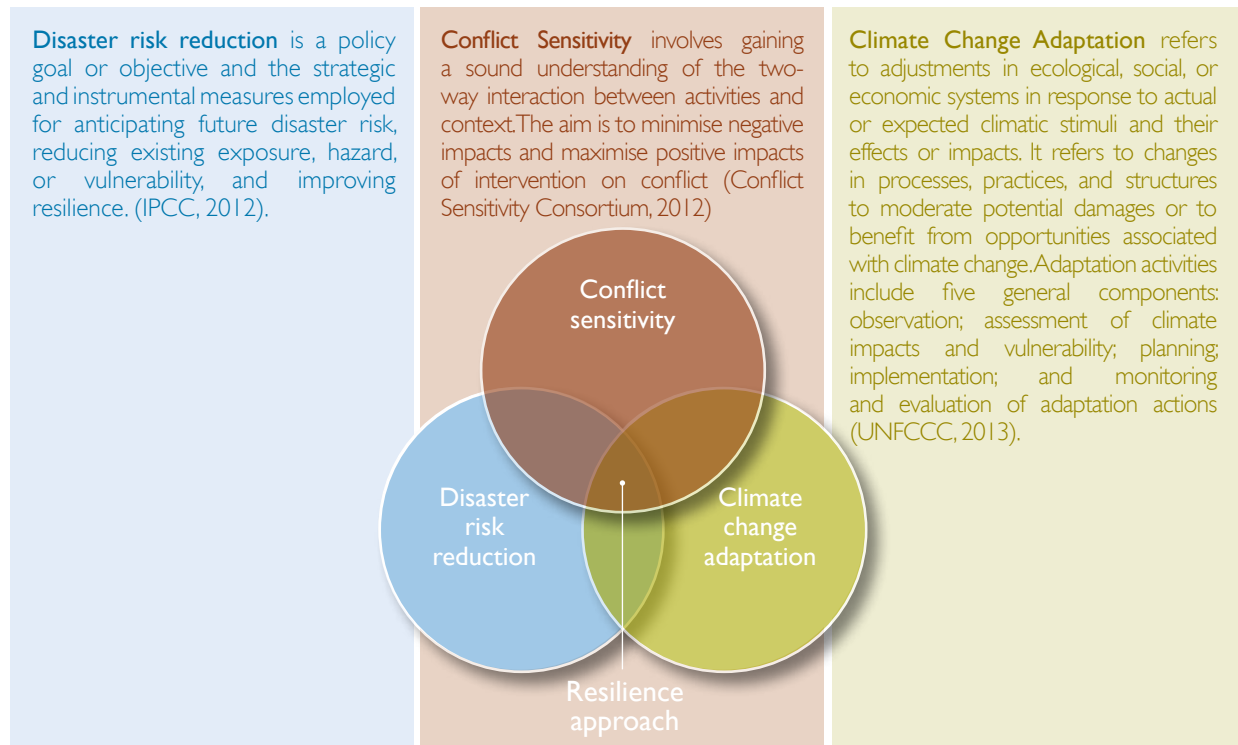 Disaster risk reduction is a policy
goal or objective and the strategic
and instrumental measures employed
for anticipating future disaster risk,
reducing existing exposure, hazard,
or vulnerability, and improving
resilience. (IPCC, 2012).
Conflict Sensitivity involves gaining
a sound understanding of the two-
way interaction between activities and
context. The aim is to minimise negative
impacts and maximise positive impacts
of intervention on conflict (Conflict
Sensitivity Consortium, 2012)
Climate Change Adaptation refers
to adjustments in ecological, social, or
economic systems in response to actual
or expected climatic stimuli and their
effects or impacts. It refers to changes
in processes, practices, and structures
to moderate potential damages or to
benefit from opportunities associated
with climate change. Adaptation activities
include five general components:
observation; assessment of climate
impacts and vulnerability; planning;
implementation; and monitoring
and evaluation of adaptation actions
(UNFCCC, 2013).
Conflict
sensitivity
Disaster
risk
reduction
Climate
change
adaptation
Resilience
approach